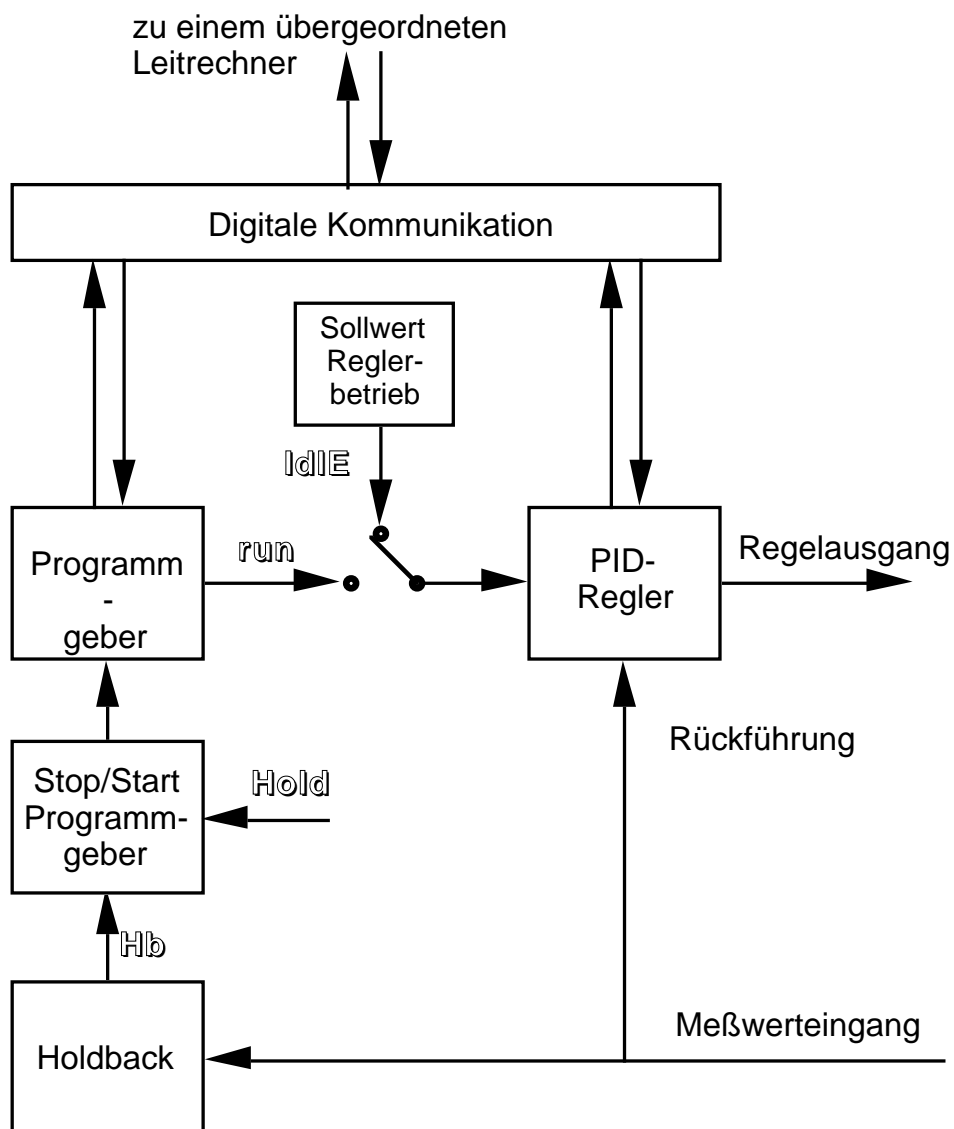 zu einem übergeordneten
Leitrechner
Digitale Kommunikation
Sollwert
Regler-
betrieb
IdlE
run
Programm
-
geber
PID-
Regler
Regelausgang
Rückführung
Stop/Start
Programm-
geber
Hold
Hb
Holdback
Meßwerteingang